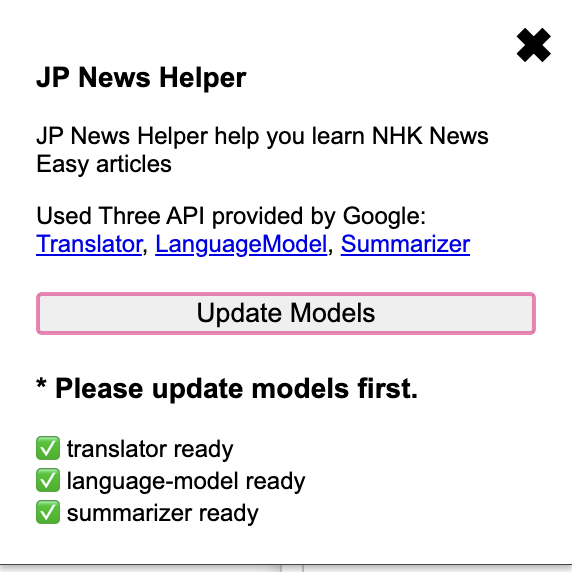 JP News Helper
JP News Helper help you learn NHK News
Easy articles
Used Three API provided by Google:
Translator, LanguageModel, Summarizer
Update Models
* Please update models first.
✅ translator ready
✅ language-model ready
✅ summarizer ready